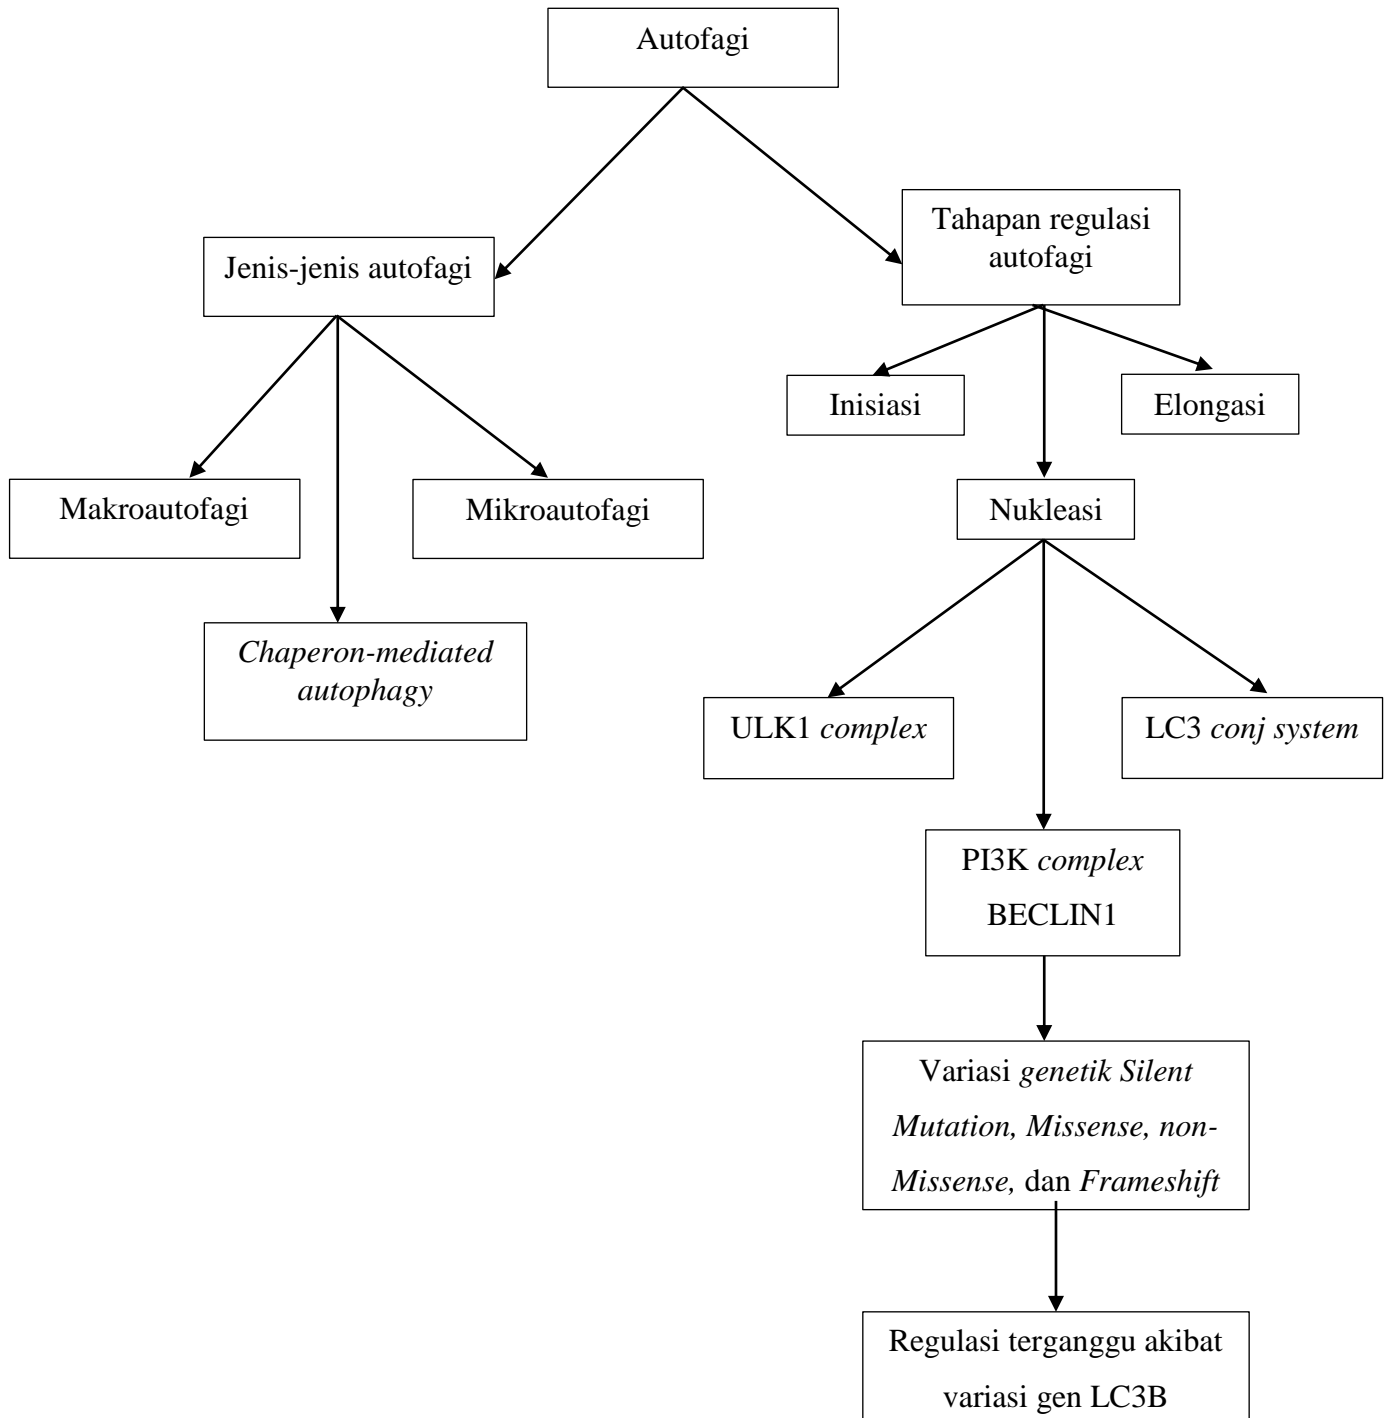 Autofagi
Tahapan regulasi
autofagi
Jenis-jenis autofagi
Inisiasi
Elongasi
Makroautofagi
Mikroautofagi
Nukleasi
Chaperon-mediated
autophagy
ULK1 complex
LC3 conj system
PI3K complex
BECLIN1
Variasi genetik Silent
Mutation, Missense, non-
Missense, dan Frameshift
Regulasi terganggu akibat
variasi gen LC3B